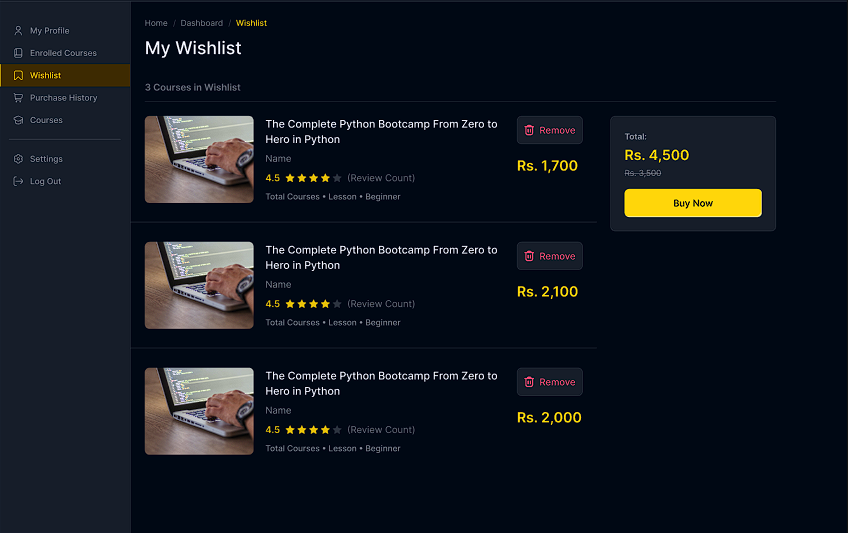 Home / Dashboard / Wishlist
My Wishlist
My Profile
Enrolled Courses
Wishlist
Purchase History
Courses
Settings
Log Out
3 Courses in Wishlist
The Complete Python Bootcamp From Zero to
Hero in Python
Name
4.5 (Review Count)
Total Courses • Lesson • Beginner
Remove
Rs. 1,700
The Complete Python Bootcamp From Zero to
Hero in Python
Name
4.5 (Review Count)
Total Courses • Lesson • Beginner
Remove
Rs. 2,100
The Complete Python Bootcamp From Zero to
Hero in Python
Name
4.5 (Review Count)
Total Courses • Lesson • Beginner
Remove
Rs. 2,000
Total:
Rs. 4,500
Rs. 3,500
Buy Now